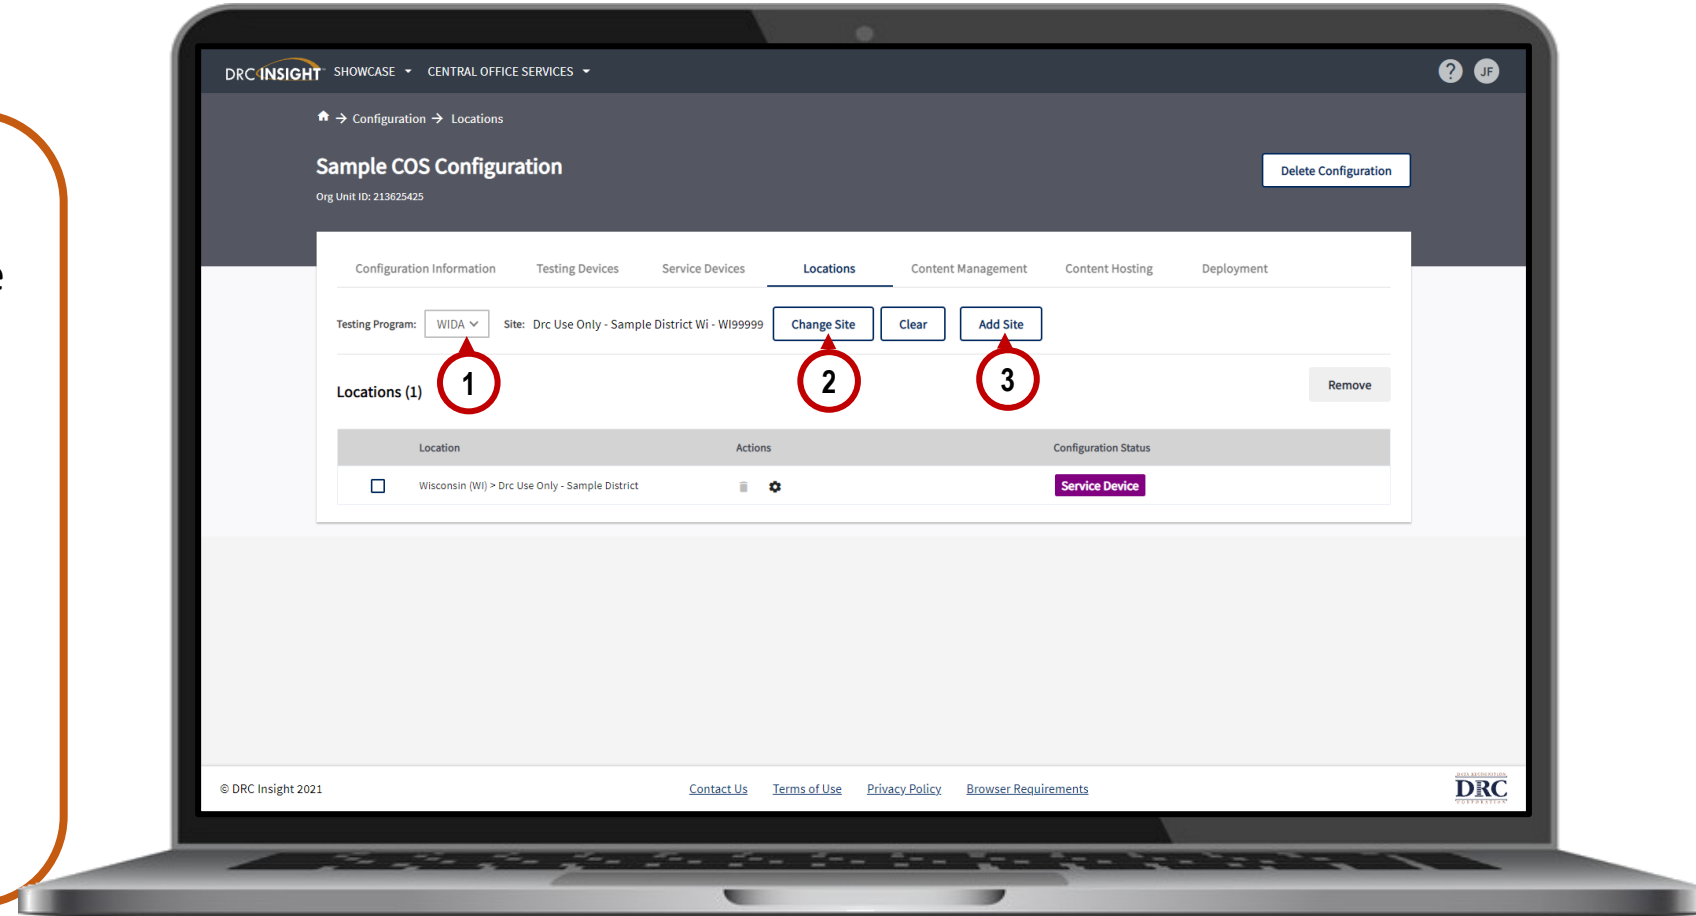 e
DRC INSIGHT SHOWCASE CENTRAL OFFICE SERVICES ? JF
Configuration Locations
Sample COS Configuration
Delete Configuration
Org Unit ID: 213625425
Configuration Information Testing Devices Service Devices Locations Content Management Content Hosting Deployment
Testing Program: WIDA Site: Drc Use Only - Sample District Wi - WI99999 Change Site Clear Add Site
1 2 3
Locations (1) Remove
Location Actions Configuration Status
Wisconsin (WI) > Drc Use Only - Sample District Service Device
© DRC Insight 2021 Contact Us Terms of Use Privacy Policy Browser Requirements
DATA RECOGNITION
DRC
CORPORATION